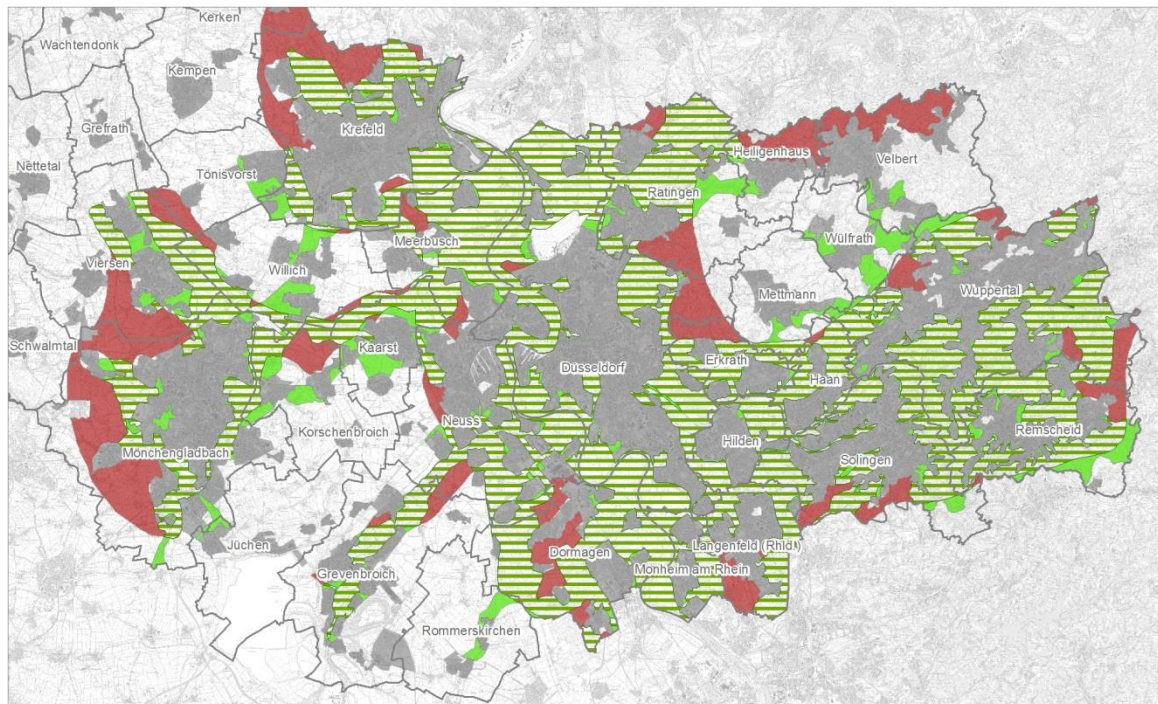 Kerken
Wachtendonk
Kempen
Grefrath
Krefeld
Nettetal
Tönisvorst
Heiligenhaus
Velbert
Ratingen
Meerbusch
Wülfrath
Viersen
Willich
Mettmann
Wuppertal
Schwalmtal
Kaarst
Erkrath
Düsseldorf
Haan
Neuss
Korschenbroich
Remscheid
Hilden
Mönchengladbach
Solingen
Jüchen
Langenfeld (Rhld.)
Dormagen
Monheim am Rhein
Grevenbroich
Rommerskirchen